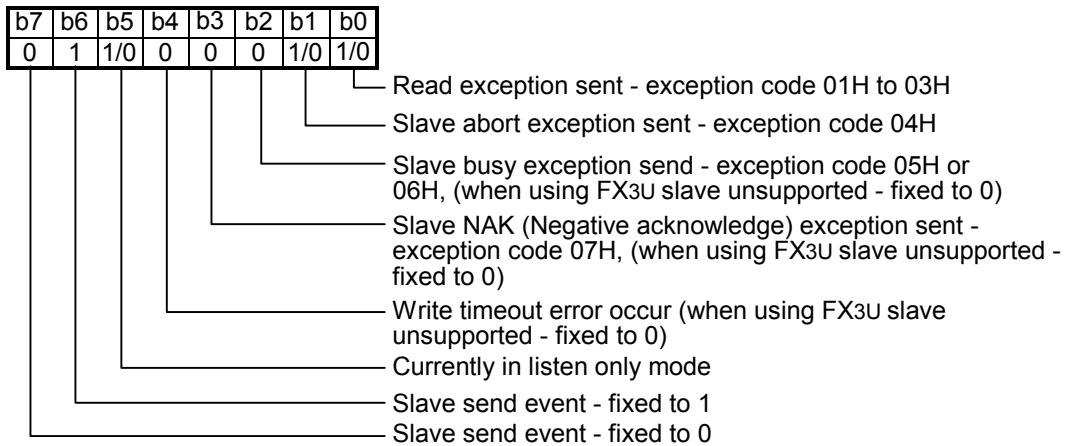 b7 b6 b5 b4 b3 b2 b1 b0
0 1 1/0 0 0 0 1/0 1/0
Read exception sent - exception code 01H to 03H
Slave abort exception sent - exception code 04H
Slave busy exception send - exception code 05H or
06H, (when using FX3U slave unsupported - fixed to 0)
Slave NAK (Negative acknowledge) exception sent -
exception code 07H, (when using FX3U slave unsupported -
fixed to 0)
Write timeout error occur (when using FX3U slave
unsupported - fixed to 0)
Currently in listen only mode
Slave send event - fixed to 1
Slave send event - fixed to 0